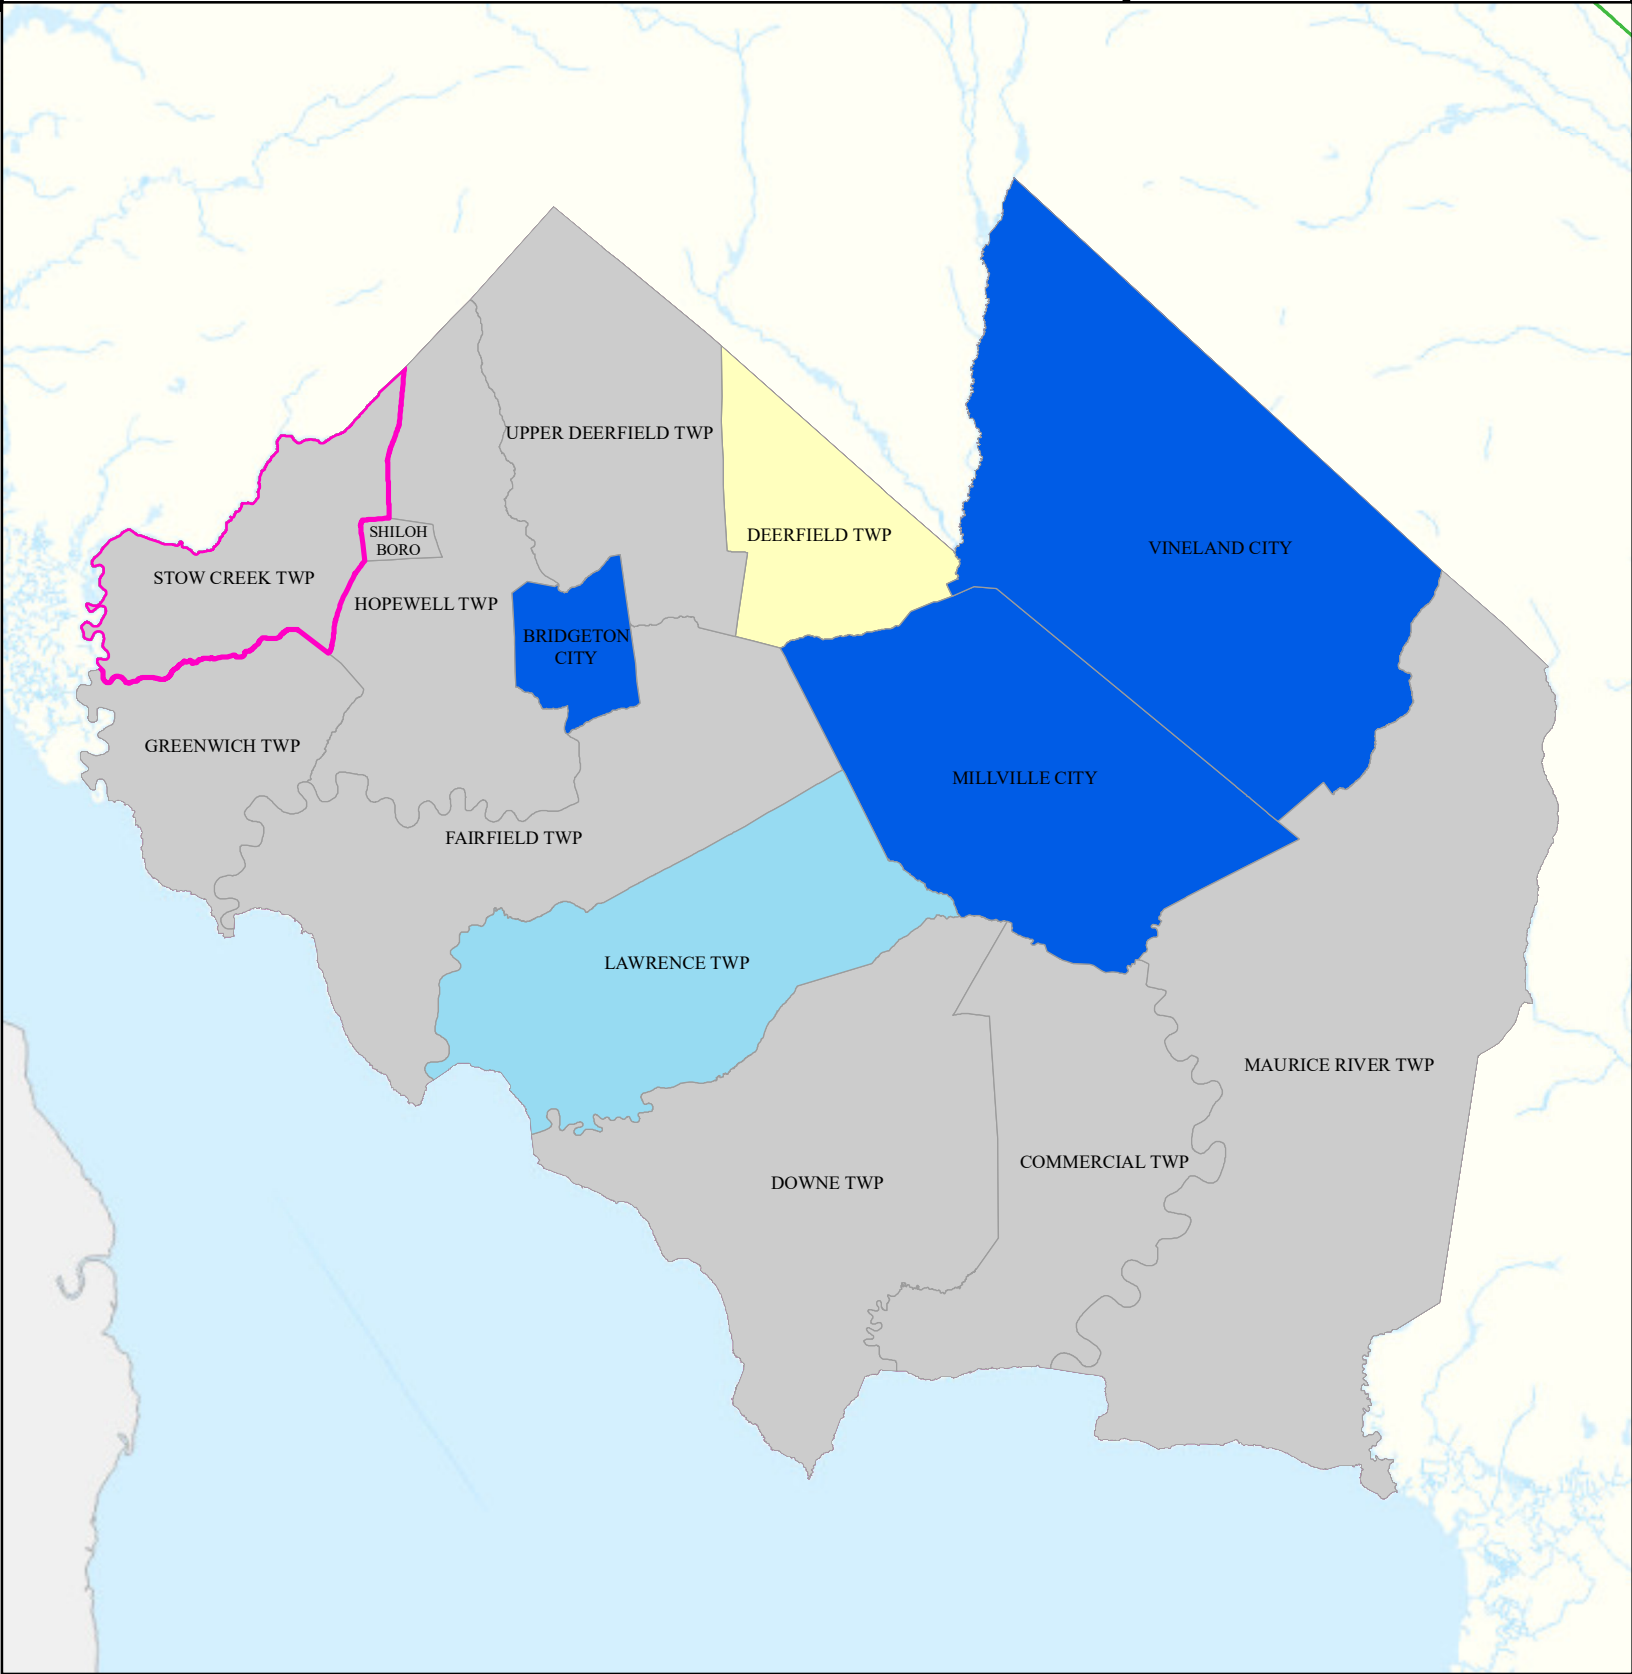 UPPER DEERFIELD TWP
DEERFIELD TWP
SHILOH
BORO
VINELAND CITY
STOW CREEK TWP
HOPEWELL TWP
BRIDGETON
CITY
GREENWICH TWP
MILLVILLE CITY
FAIRFIELD TWP
LAWRENCE TWP
MAURICE RIVER TWP
COMMERCIAL TWP
DOWNE TWP